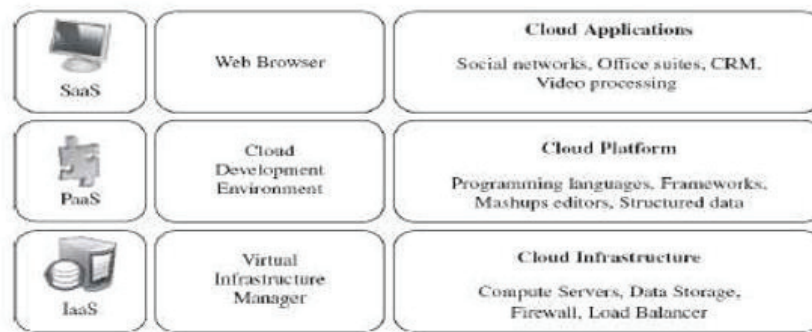 SaaS
Web Browser
Cloud Applications
Social networks, Office suites, CRM,
Video processing
PaaS
Cloud
Development
Environment
Cloud Platform
Programming languages, Frameworks,
Mashups editors, Structured data
IaaS
Virtual
Infrastructure
Manager
Cloud Infrastructure
Compute Servers, Data Storage,
Firewall, Load Balancer